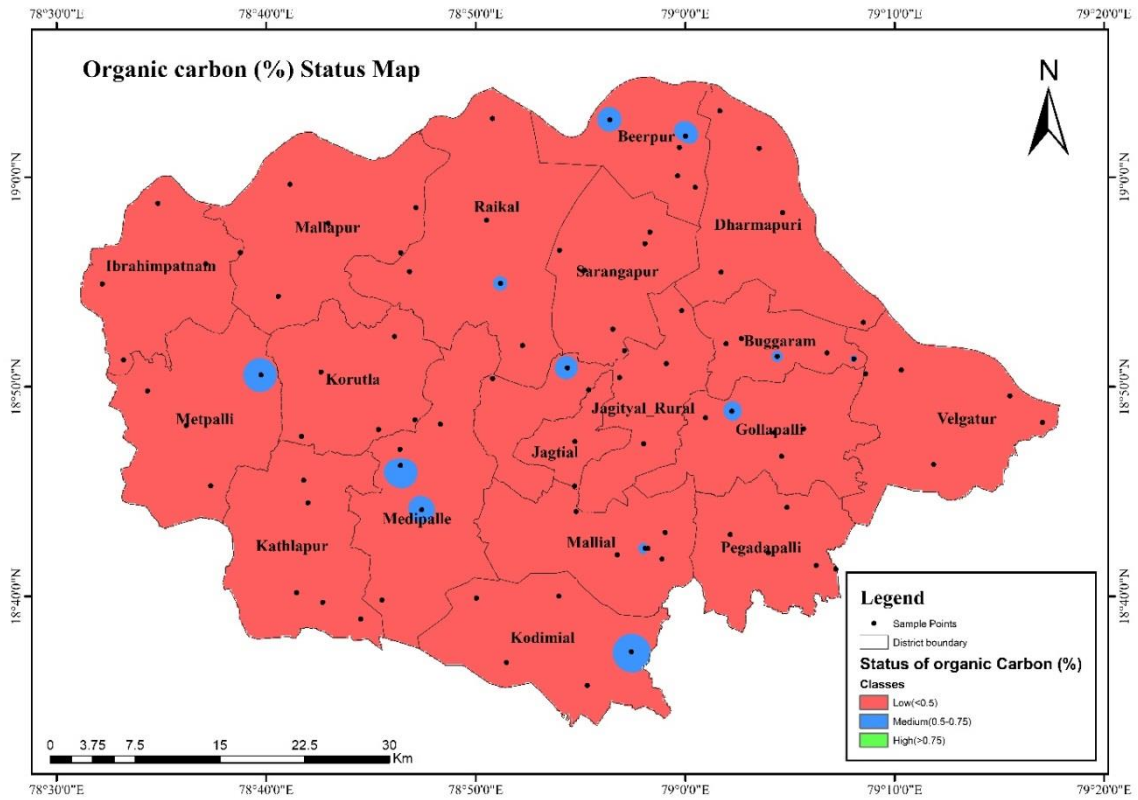 78°30'0"E 78°40'0"E 78°50'0"E 79°0'0"E 79°10'0"E 79°20'0"E
Organic carbon (%) Status Map
N
Beerpur
19°0'0"N 19°0'0"N
Raikal
Mallapur
Dharmapuri
Ibrahimpatnam
Sarangapur
Buggaram
Korutla
18°50'0"N 18°50'0"N
Metpalli
Jagityal_Rural
Velgatur
Gollapalli
Jagtial
Medipalle
Kathlapur
Mallial
Pegadapalli
18°40'0"N 18°40'0"N
Kodimial
Legend
Sample Points
District boundary
Status of organic Carbon (%)
Classes
Low(<0.5)
Medium(0.5-0.75)
High(>0.75)
0 3.75 7.5 15 22.5 30
Km
78°30'0"E 78°40'0"E 78°50'0"E 79°0'0"E 79°10'0"E 79°20'0"E